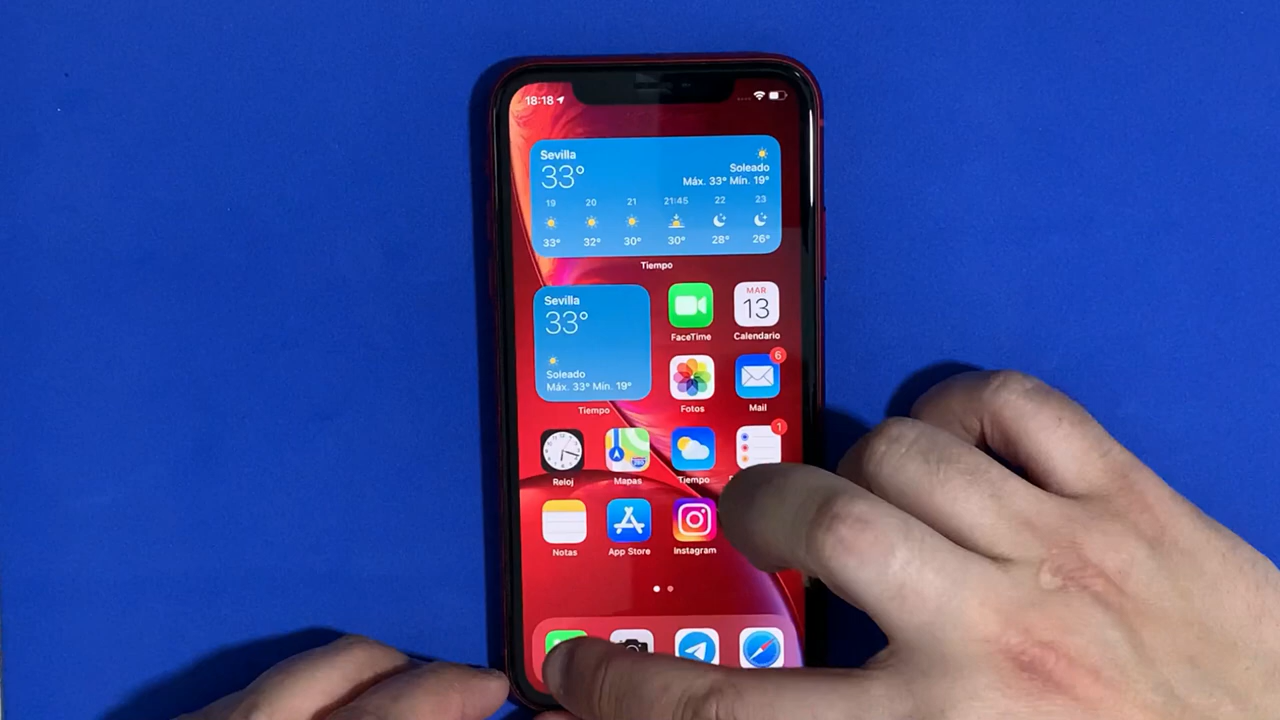 18:18
Sevilla
33°
Soleado
Máx. 33° Mín. 19°
19 20 21 21:45 22 23
33° 32° 30° 30° 28° 26°
Tiempo
Sevilla
33°
Soleado
Máx. 33° Mín. 19°
Tiempo
FaceTime
MAR
13
Calendario
Fotos
6
Mail
Reloj
280
Mapas
Tiempo
1
Notas
App Store
Instagram